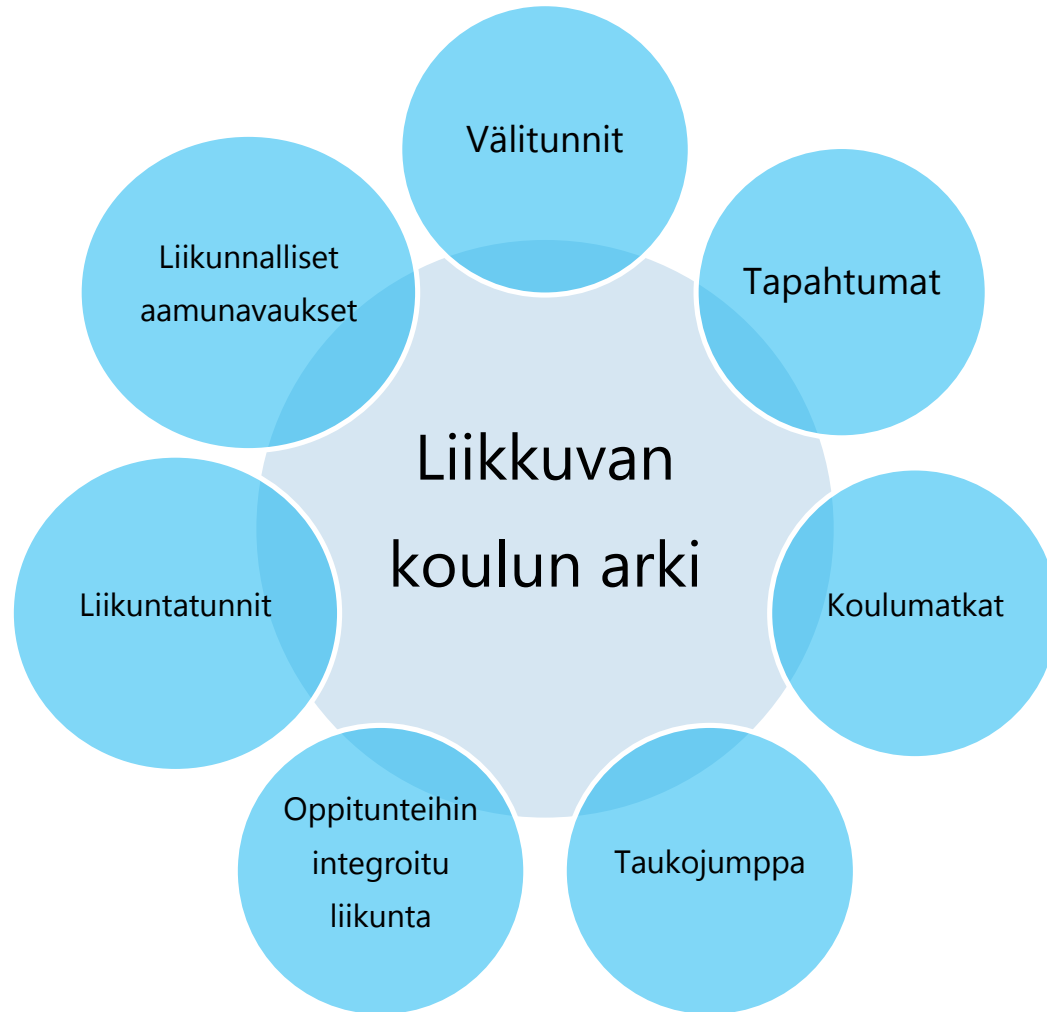 Välitunnit
Tapahtumat
Koulumatkat
Taukojumppa
Oppitunteihin
integroitu
liikunta
Liikuntatunnit
Liikunnalliset
aamunavaukset
Liikkuvan
koulun arki